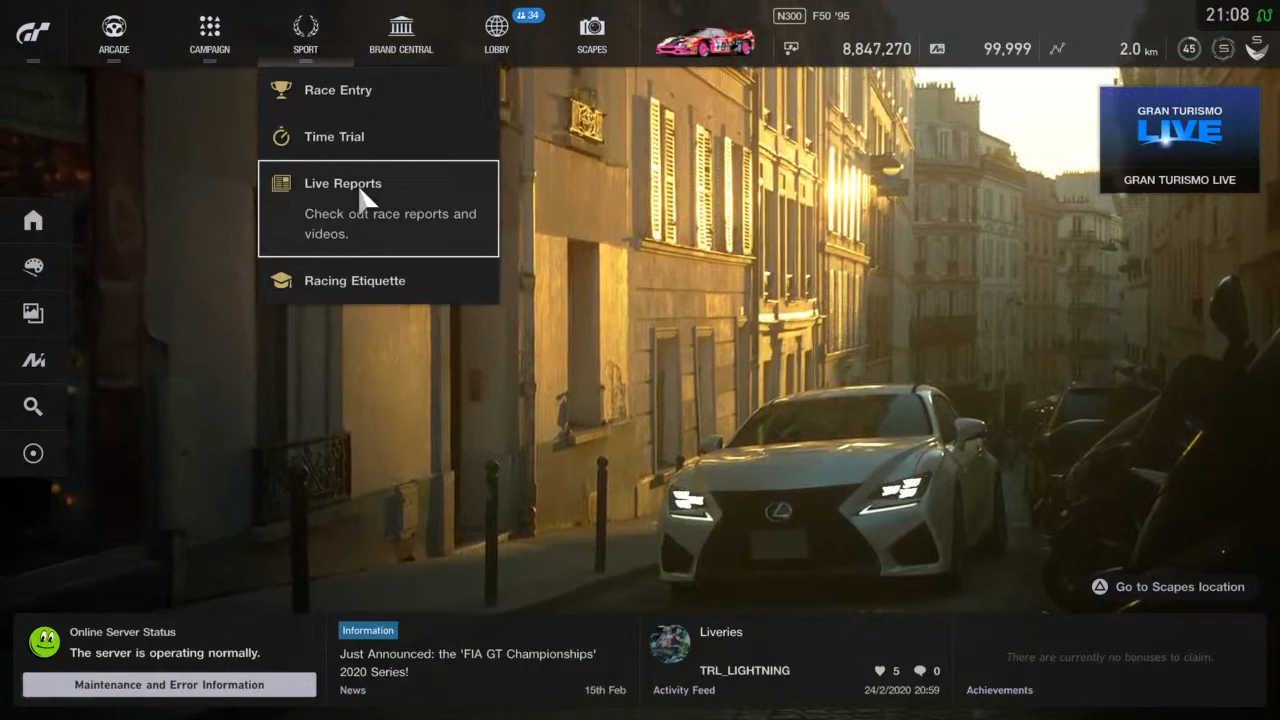 ARCADE
CAMPAIGN
SPORT
BRAND CENTRAL
34
LOBBY
SCAPES
N300 F50 '95
8,847,270
99,999
2.0 km
21:08
45
S
S
Race Entry
Time Trial
Live Reports
Check out race reports and
videos.
Racing Etiquette
GRAN TURISMO
LIVE
GRAN TURISMO LIVE
Go to Scapes location
Online Server Status
The server is operating normally.
Maintenance and Error Information
Information
Just Announced: the 'FIA GT Championships'
2020 Series!
News 15th Feb
Liveries
TRL_LIGHTNING 5 0
Activity Feed 24/2/2020 20:59
There are currently no bonuses to claim.
Achievements